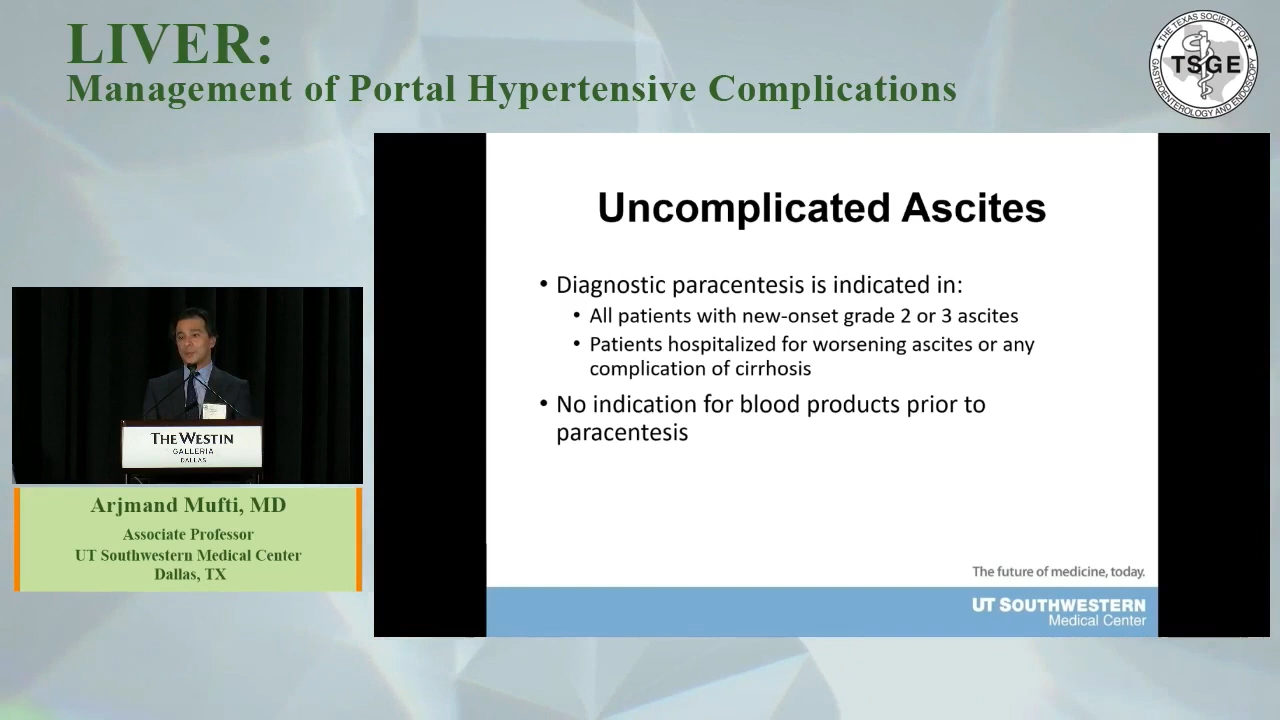 LIVER:
Management of Portal Hypertensive Complications
THE TEXAS SOCIETY FOR
TSGE
GASTROENTEROLOGY AND ENDOSCOPY
Uncomplicated Ascites
• Diagnostic paracentesis is indicated in:
• All patients with new-onset grade 2 or 3 ascites
• Patients hospitalized for worsening ascites or any
complication of cirrhosis
• No indication for blood products prior to
paracentesis
The future of medicine, today.
UT SOUTHWESTERN
Medical Center
THE WESTIN
GALLERIA
DALLAS
Arjmand Mufti, MD
Associate Professor
UT Southwestern Medical Center
Dallas, TX